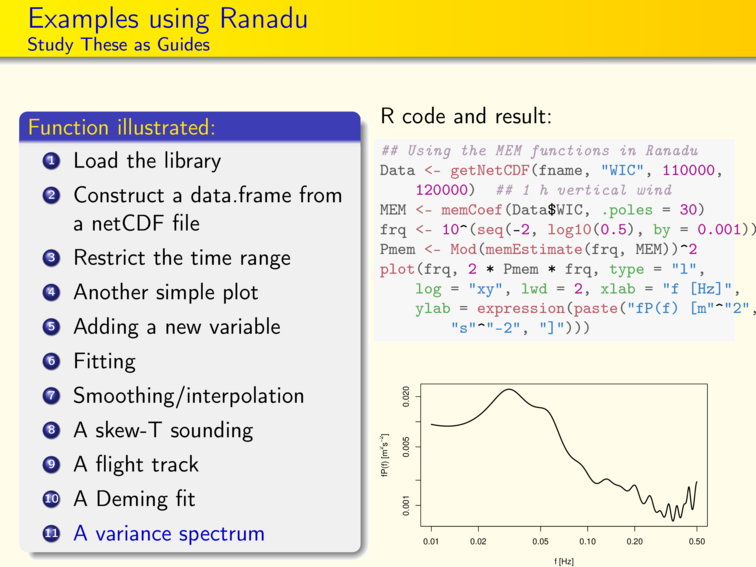 Examples using Ranadu
Study These as Guides
Function illustrated:
1 Load the library
2 Construct a data.frame from
a netCDF file
3 Restrict the time range
4 Another simple plot
5 Adding a new variable
6 Fitting
7 Smoothing/interpolation
8 A skew-T sounding
9 A flight track
10 A Deming fit
11 A variance spectrum
R code and result:
## Using the MEM functions in Ranadu
Data <- getNetCDF(fname, "WIC", 110000,
120000) ## 1 h vertical wind
MEM <- memCoef(Data$WIC, .poles = 30)
frq <- 10^(seq(-2, log10(0.5), by = 0.001))
Pmem <- Mod(memEstimate(frq, MEM))^2
plot(frq, 2 * Pmem * frq, type = "l",
log = "xy", lwd = 2, xlab = "f [Hz]",
ylab = expression(paste("fP(f) [m"^"2",
"s"^"-2", "]")))
fP(f) [m²s⁻²]
0.020
0.005
0.001
0.01 0.02 0.05 0.10 0.20 0.50
f [Hz]